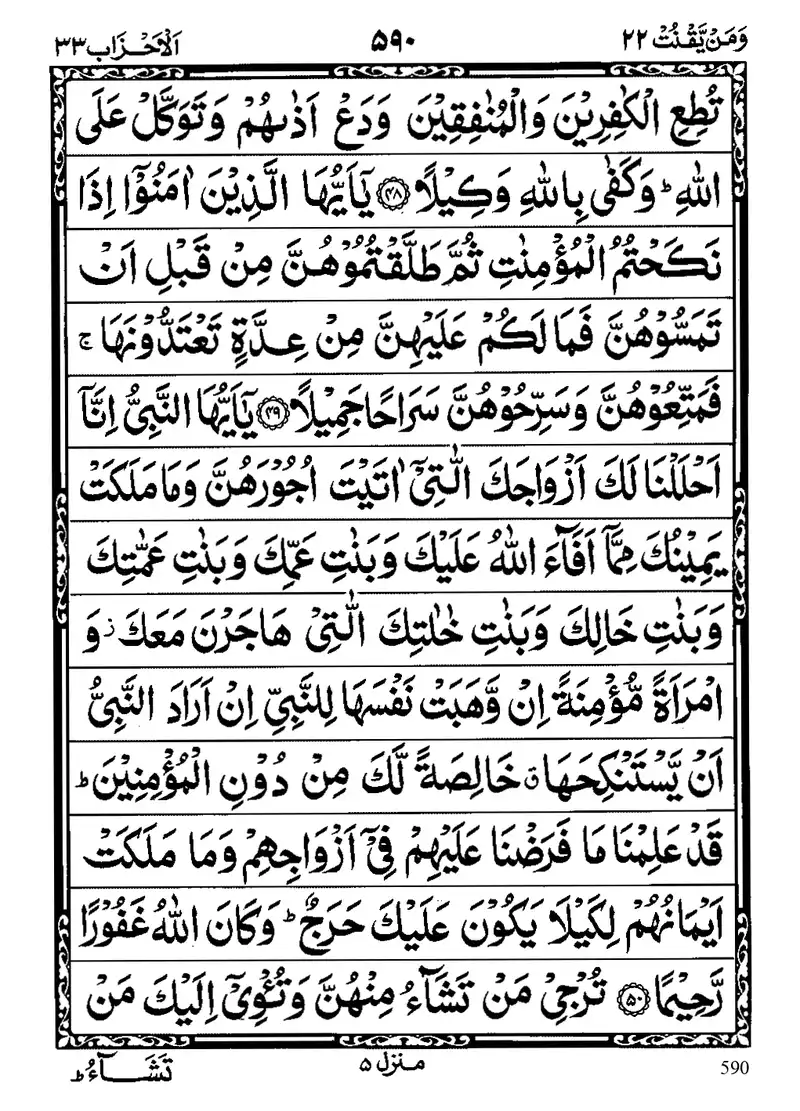 وَمَنْ يَّقْنُتْ ٢٢ ۵۹۰ اَلْاَحْزَاب ٣٣
تُطِعِ الْكٰفِرِيْنَ وَالْمُنٰفِقِيْنَ وَدَعْ اَذٰىهُمْ وَتَوَكَّلْ عَلَى
اللّٰهِ ؕ وَكَفٰى بِاللّٰهِ وَكِيْلًا ﴿۴۸﴾ يٰۤاَيُّهَا الَّذِيْنَ اٰمَنُوْۤا اِذَا
نَكَحْتُمُ الْمُؤْمِنٰتِ ثُمَّ طَلَّقْتُمُوْهُنَّ مِنْ قَبْلِ اَنْ
تَمَسُّوْهُنَّ فَمَا لَكُمْ عَلَيْهِنَّ مِنْ عِدَّةٍ تَعْتَدُّوْنَهَا ۚ
فَمَتِّعُوْهُنَّ وَسَرِّحُوْهُنَّ سَرَاحًا جَمِيْلًا ﴿۴۹﴾ يٰۤاَيُّهَا النَّبِيُّ اِنَّاۤ
اَحْلَلْنَا لَكَ اَزْوَاجَكَ الّٰتِيْۤ اٰتَيْتَ اُجُوْرَهُنَّ وَمَا مَلَكَتْ
يَمِيْنُكَ مِمَّاۤ اَفَآءَ اللّٰهُ عَلَيْكَ وَبَنٰتِ عَمِّكَ وَبَنٰتِ عَمّٰتِكَ
وَبَنٰتِ خَالِكَ وَبَنٰتِ خٰلٰتِكَ الّٰتِيْ هَاجَرْنَ مَعَكَ ز وَ
امْرَاَةً مُّؤْمِنَةً اِنْ وَّهَبَتْ نَفْسَهَا لِلنَّبِيِّ اِنْ اَرَادَ النَّبِيُّ
اَنْ يَّسْتَنْكِحَهَا ۗ خَالِصَةً لَّكَ مِنْ دُوْنِ الْمُؤْمِنِيْنَ ؕ
قَدْ عَلِمْنَا مَا فَرَضْنَا عَلَيْهِمْ فِيْۤ اَزْوَاجِهِمْ وَمَا مَلَكَتْ
اَيْمَانُهُمْ لِكَيْلَا يَكُوْنَ عَلَيْكَ حَرَجٌ ؕ وَكَانَ اللّٰهُ غَفُوْرًا
رَّحِيْمًا ﴿۵۰﴾ تُرْجِيْ مَنْ تَشَآءُ مِنْهُنَّ وَتُؤْوِيْۤ اِلَيْكَ مَنْ
تَشَآءُ ؕ
منزل ۵
590